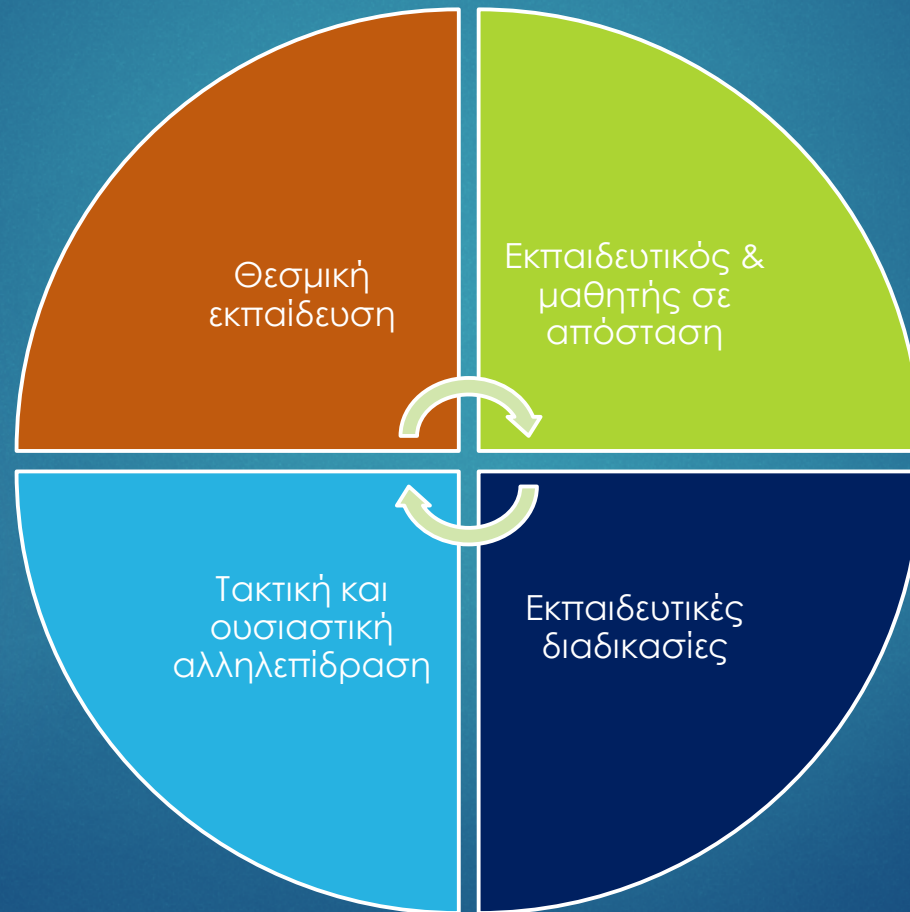 Θεσμική
εκπαίδευση
Εκπαιδευτικός &
μαθητής σε
απόσταση
Τακτική και
ουσιαστική
αλληλεπίδραση
Εκπαιδευτικές
διαδικασίες